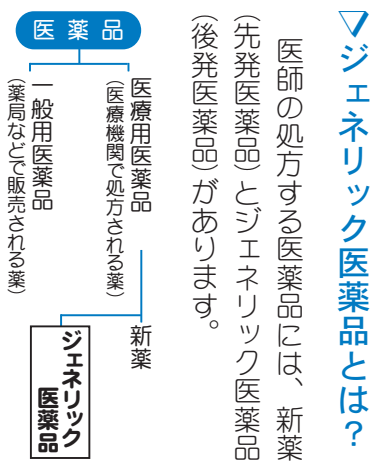 ▽ジェネリック医薬品とは？
医師の処方する医薬品には、新薬
(先発医薬品)とジェネリック医薬品
(後発医薬品)があります。
医薬品
医療用医薬品
(医療機関で処方される薬)
一般用医薬品
(薬局などで販売される薬)
新薬
ジェネリック
医薬品